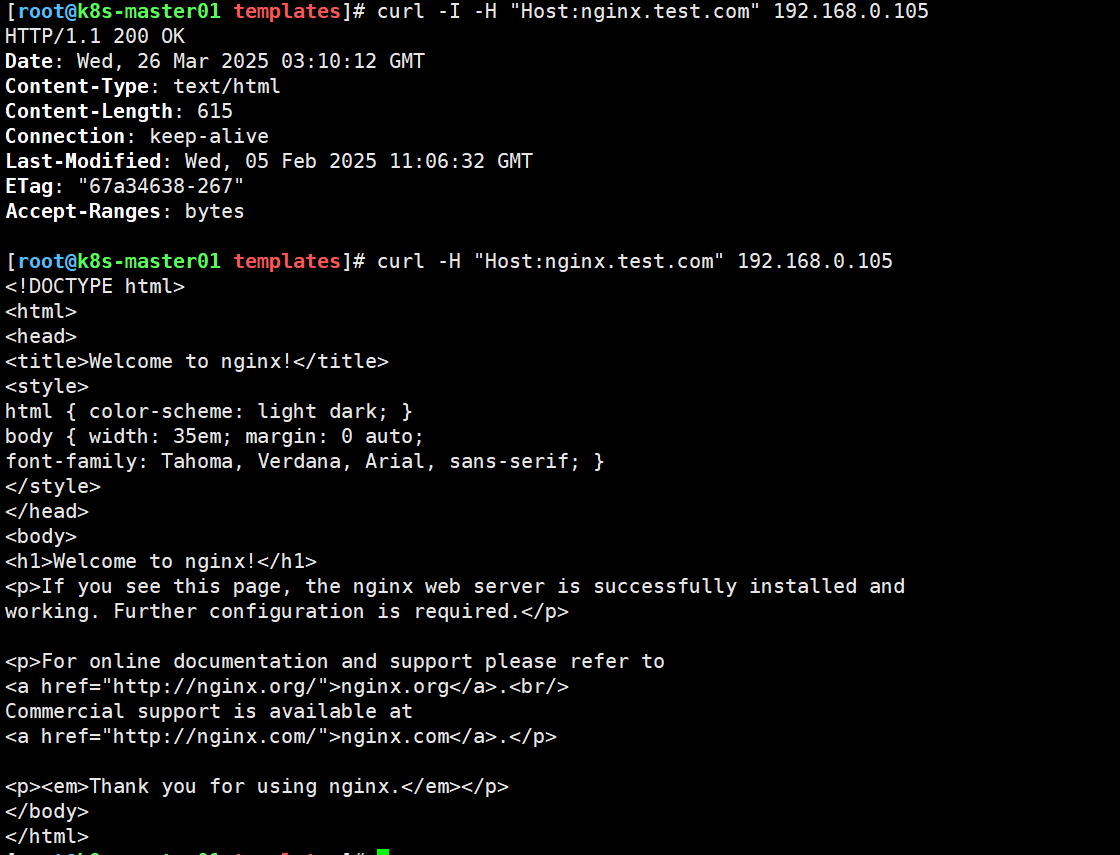 [root@k8s-master01 templates]# curl -I -H "Host:nginx.test.com" 192.168.0.105
HTTP/1.1 200 OK
Date: Wed, 26 Mar 2025 03:10:12 GMT
Content-Type: text/html
Content-Length: 615
Connection: keep-alive
Last-Modified: Wed, 05 Feb 2025 11:06:32 GMT
ETag: "67a34638-267"
Accept-Ranges: bytes

[root@k8s-master01 templates]# curl -H "Host:nginx.test.com" 192.168.0.105
<!DOCTYPE html>
<html>
<head>
<title>Welcome to nginx!</title>
<style>
html { color-scheme: light dark; }
body { width: 35em; margin: 0 auto;
font-family: Tahoma, Verdana, Arial, sans-serif; }
</style>
</head>
<body>
<h1>Welcome to nginx!</h1>
<p>If you see this page, the nginx web server is successfully installed and
working. Further configuration is required.</p>

<p>For online documentation and support please refer to
<a href="http://nginx.org/">nginx.org</a>.<br/>
Commercial support is available at
<a href="http://nginx.com/">nginx.com</a>.</p>

<p><em>Thank you for using nginx.</em></p>
</body>
</html>